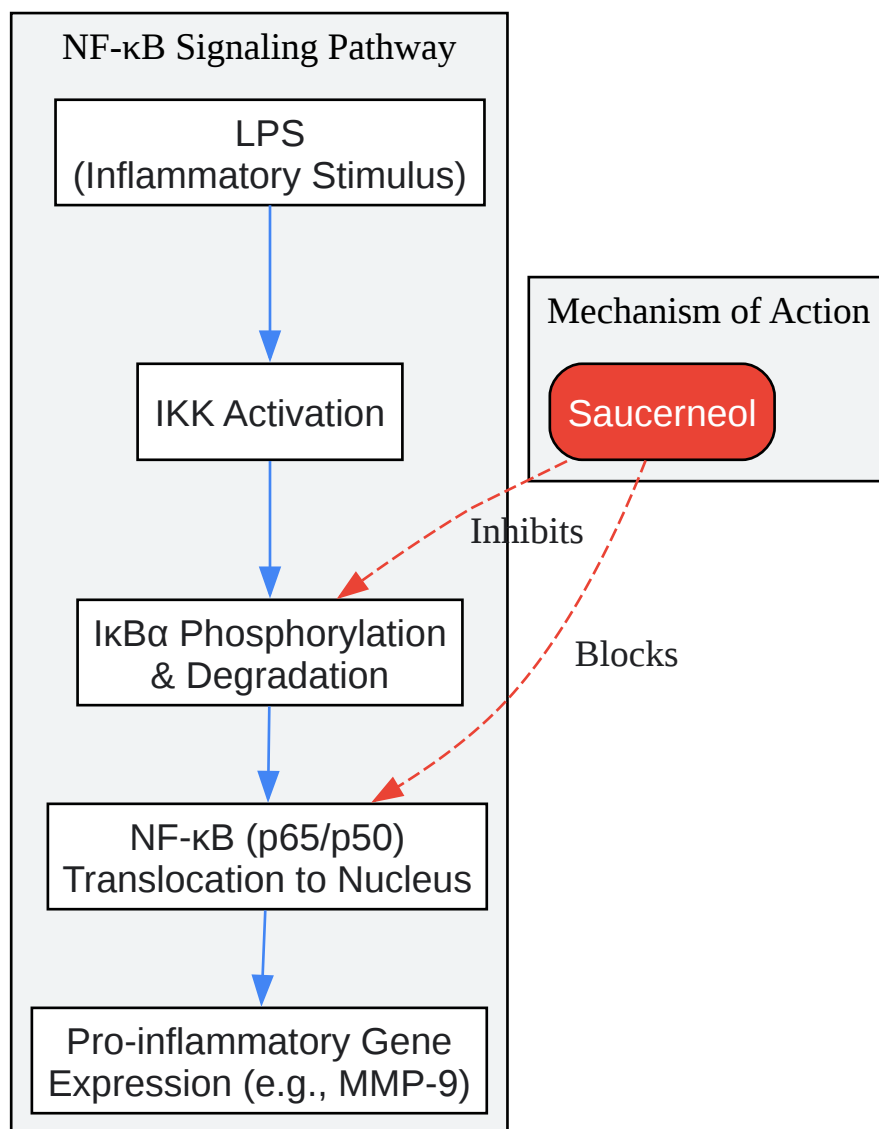 NF-κB Signaling Pathway
LPS
(Inflammatory Stimulus)
Mechanism of Action
IKK Activation
Saucerneol
Inhibits
IκBα Phosphorylation
& Degradation
Blocks
NF-κB (p65/p50)
Translocation to Nucleus
Pro-inflammatory Gene
Expression (e.g., MMP-9)